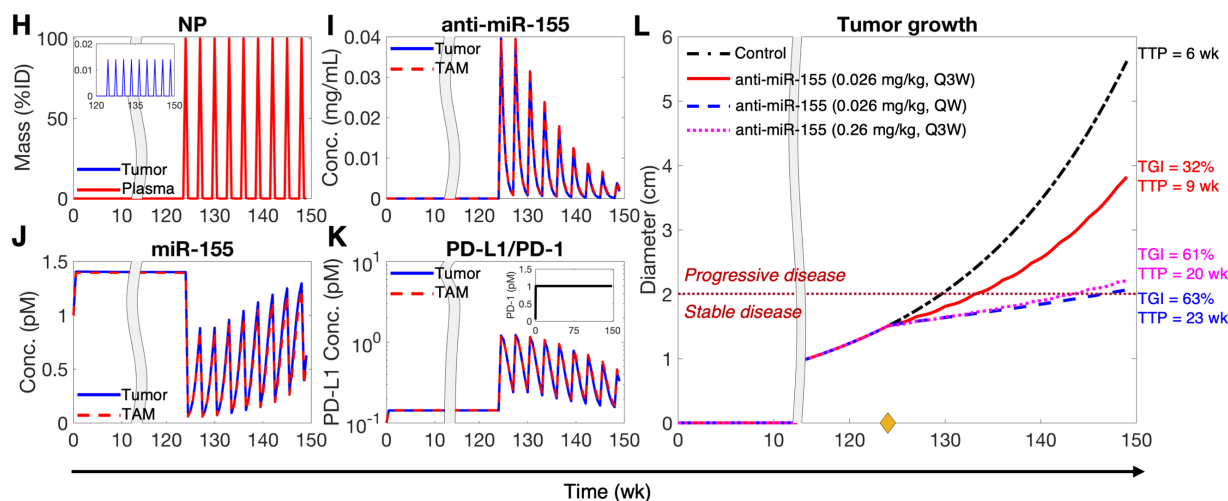 H
NP
Mass (%ID)
100
50
0
0.02
0.01
0
120
135
150
Tumor
Plasma
0
10
120
130
140
150
I
anti-miR-155
Conc. (mg/mL)
0.04
0.03
0.02
0.01
0
Tumor
TAM
0
10
120
130
140
150
J
miR-155
Conc. (pM)
1.5
1
0.5
0
Tumor
TAM
0
10
120
130
140
150
K
PD-L1/PD-1
PD-L1 Conc. (pM)
10¹
10⁰
10⁻¹
Tumor
TAM
PD-1 (pM)
1.5
1
0.5
0
0
75
150
0
10
120
130
140
150
L
Tumor growth
Diameter (cm)
6
5
4
3
2
1
0
Control
anti-miR-155 (0.026 mg/kg, Q3W)
anti-miR-155 (0.026 mg/kg, QW)
anti-miR-155 (0.26 mg/kg, Q3W)
Progressive disease
Stable disease
TTP = 6 wk
TGI = 32%
TTP = 9 wk
TGI = 61%
TTP = 20 wk
TGI = 63%
TTP = 23 wk
0
10
120
130
140
150
Time (wk)